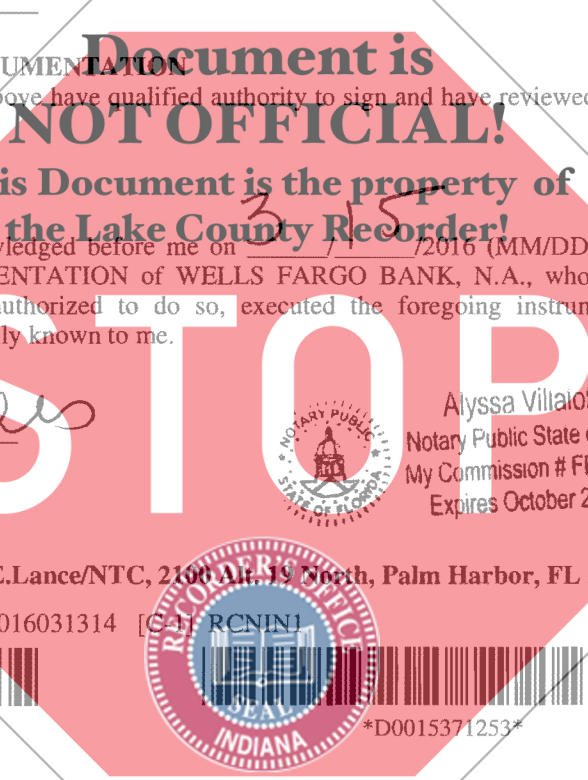 UMENTATION
Document is
ove have qualified authority to sign and have reviewed
NOT OFFICIAL!
is Document is the property of
the Lake County Recorder!
ledged before me on 3/15/2016 (MM/DD
ENTATION of WELLS FARGO BANK, N.A., who
uthorized to do so, executed the foregoing instrum
ly known to me.
STOP
NOTARY PUBLIC
STATE OF FLORIDA
Alyssa Villalo
Notary Public State o
My Commission # F
Expires October 2
E.Lance/NTC, 2100 Alt. 19 North, Palm Harbor, FL
016031314 [C-1] RCNIN1
RECORDER'S OFFICE
SEAL
INDIANA
*D0015371253*